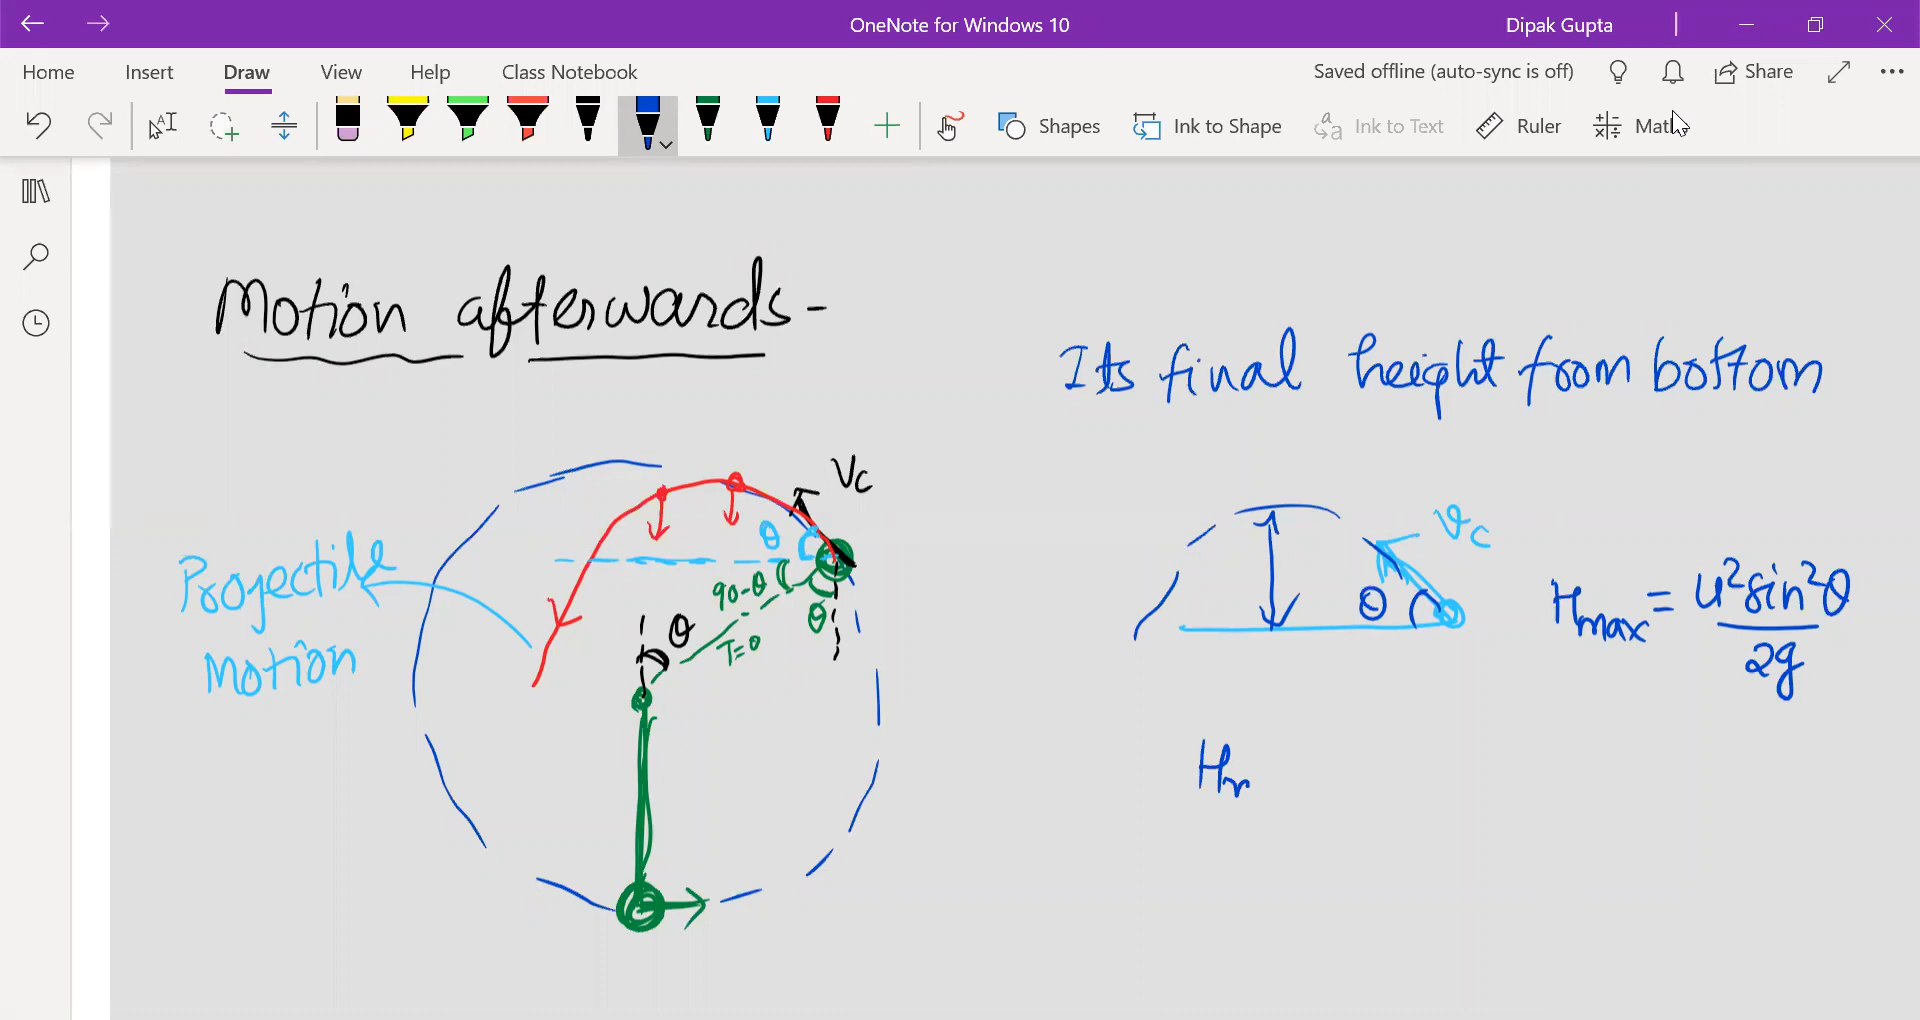 OneNote for Windows 10
Dipak Gupta
Home Insert Draw View Help Class Notebook
Saved offline (auto-sync is off) Share
Shapes Ink to Shape Ink to Text Ruler Math
Motion afterwards -
Its final height from bottom
Vc
θ
90-θ
θ
T=0
θ
Projectile
Motion
vc
θ
Hmax = u²sin²θ
2g